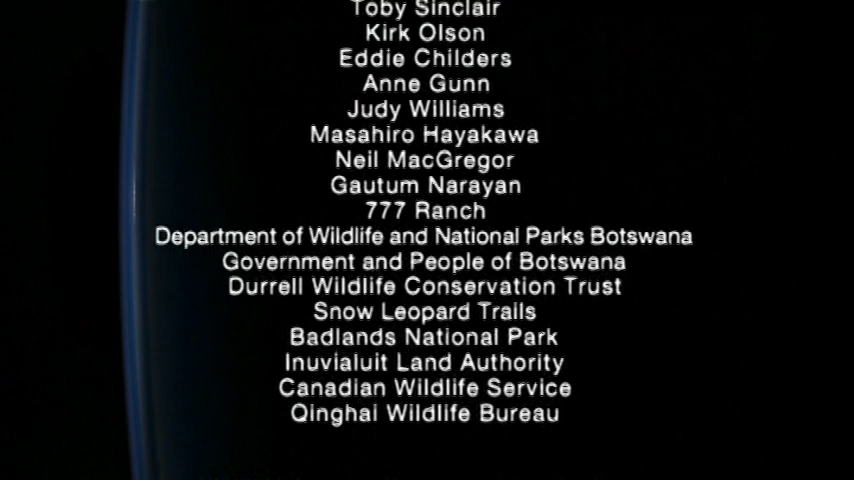 Toby Sinclair
Kirk Olson
Eddie Childers
Anne Gunn
Judy Williams
Masahiro Hayakawa
Neil MacGregor
Gautum Narayan
777 Ranch
Department of Wildlife and National Parks Botswana
Government and People of Botswana
Durrell Wildlife Conservation Trust
Snow Leopard Trails
Badlands National Park
Inuvialuit Land Authority
Canadian Wildlife Service
Qinghai Wildlife Bureau